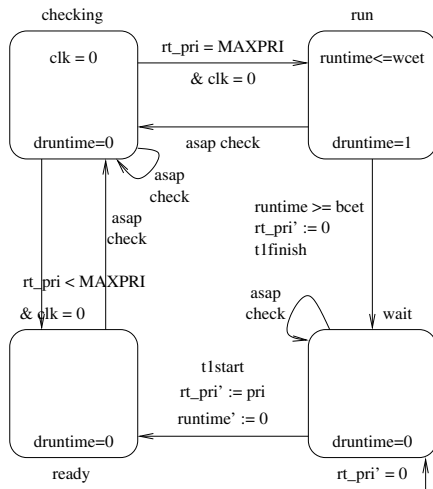 checking
run
clk = 0
rt_pri = MAXPRI
& clk = 0
runtime<=wcet
druntime=0
asap check
druntime=1
asap
check
asap
check
runtime >= bcet
rt_pri' := 0
t1finish
rt_pri < MAXPRI
& clk = 0
asap
check
wait
t1start
rt_pri' := pri
runtime' := 0
druntime=0
druntime=0
ready
rt_pri' = 0